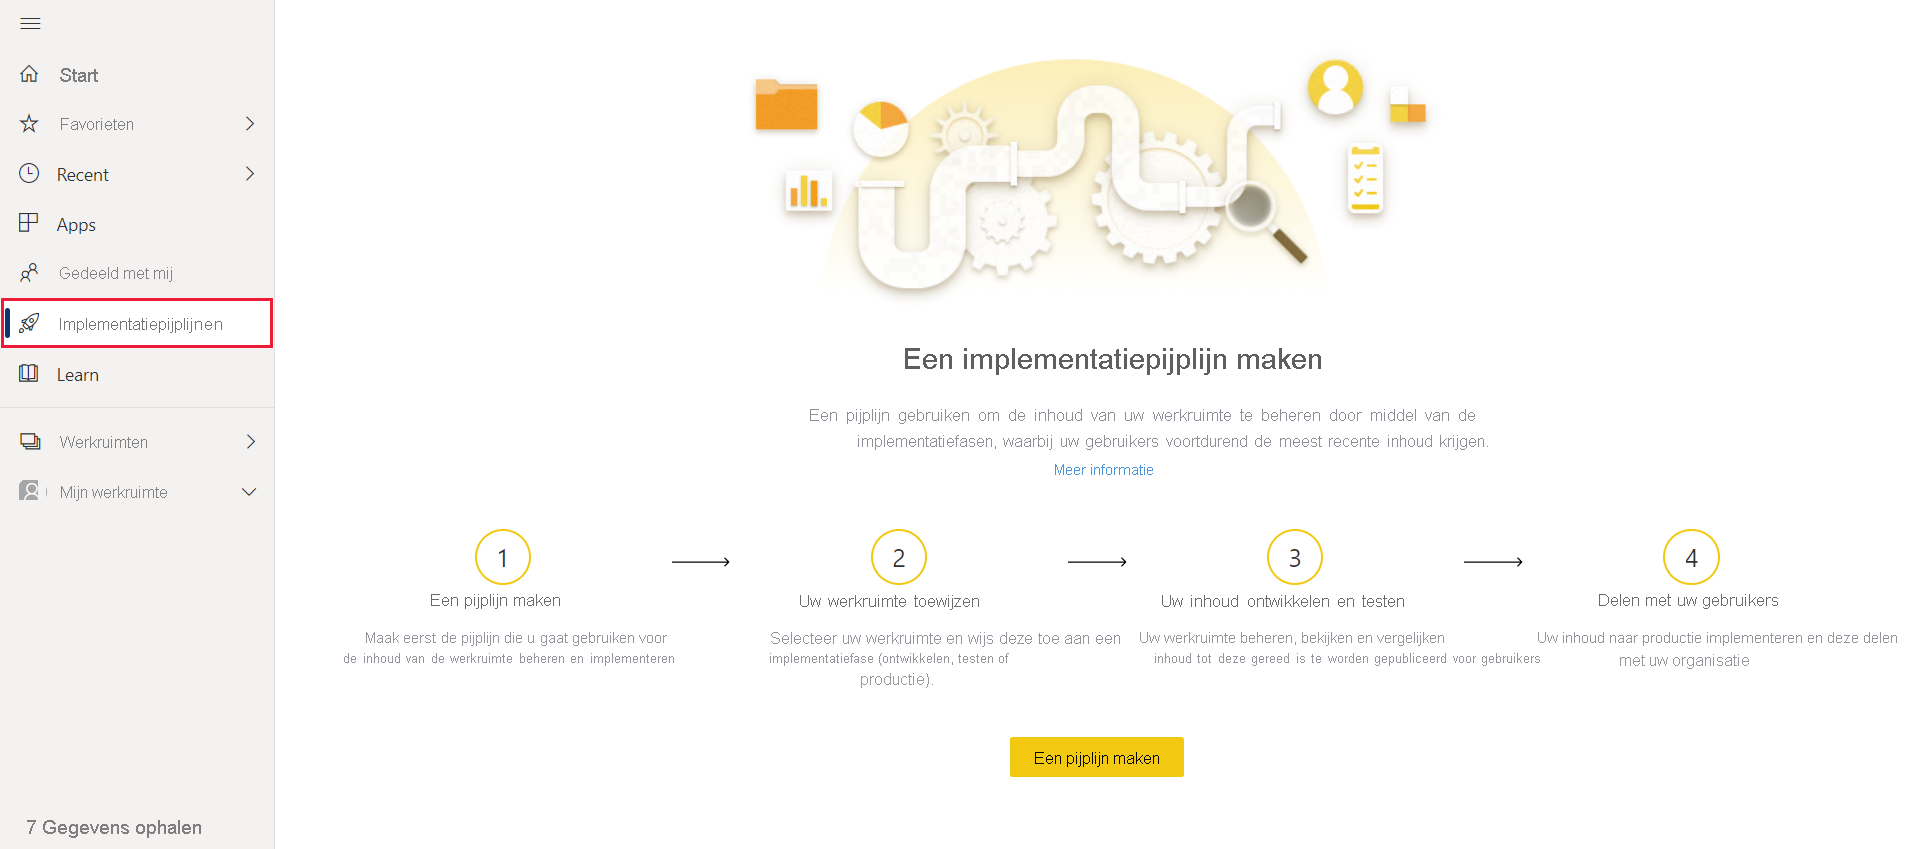 Start
Favorieten
Recent
Apps
Gedeeld met mij
Implementatiepijplijnen
Learn
Werkruimten
Mijn werkruimte
7 Gegevens ophalen
Een implementatiepijplijn maken
Een pijplijn gebruiken om de inhoud van uw werkruimte te beheren door middel van de
implementatiefasen, waarbij uw gebruikers voortdurend de meest recente inhoud krijgen.
Meer informatie
1
Een pijplijn maken
Maak eerst de pijplijn die u gaat gebruiken voor
de inhoud van de werkruimte beheren en implementeren
2
Uw werkruimte toewijzen
Selecteer uw werkruimte en wijs deze toe aan een
implementatiefase (ontwikkelen, testen of
productie).
3
Uw inhoud ontwikkelen en testen
Uw werkruimte beheren, bekijken en vergelijken
inhoud tot deze gereed is te worden gepubliceerd voor gebruikers
4
Delen met uw gebruikers
Uw inhoud naar productie implementeren en deze delen
met uw organisatie
Een pijplijn maken